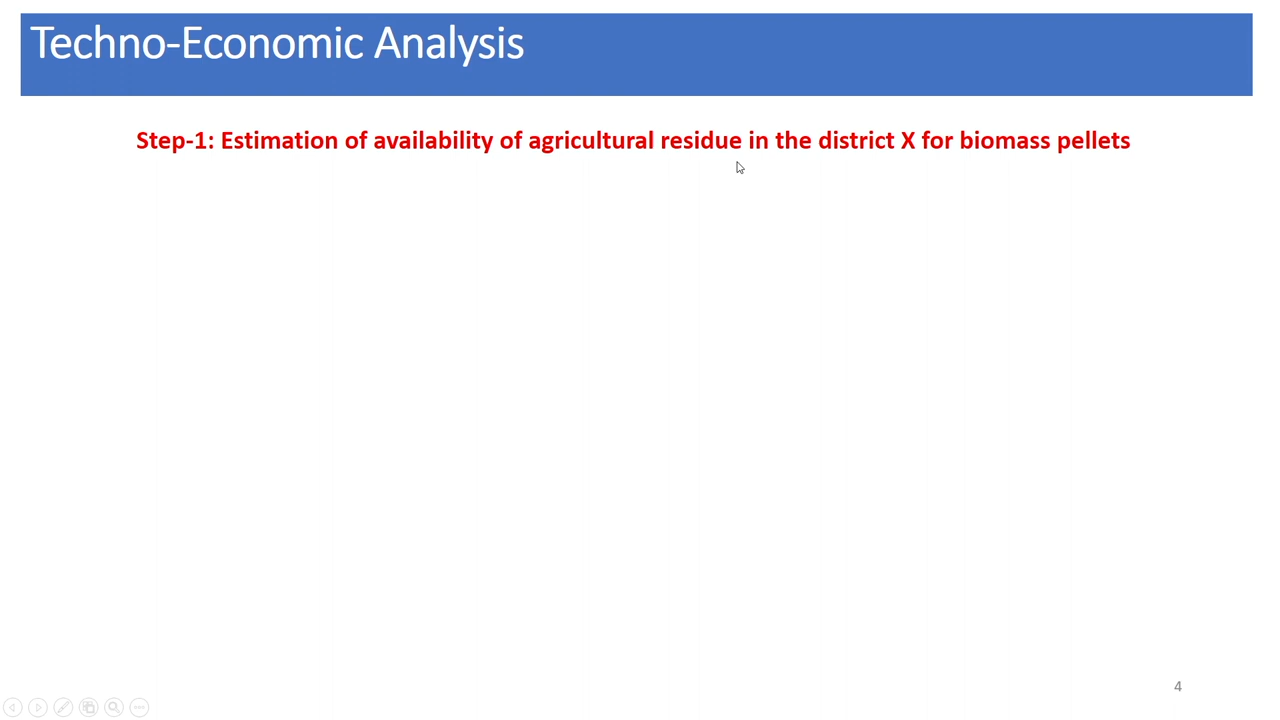 Techno-Economic Analysis
Step-1: Estimation of availability of agricultural residue in the district X for biomass pellets
4